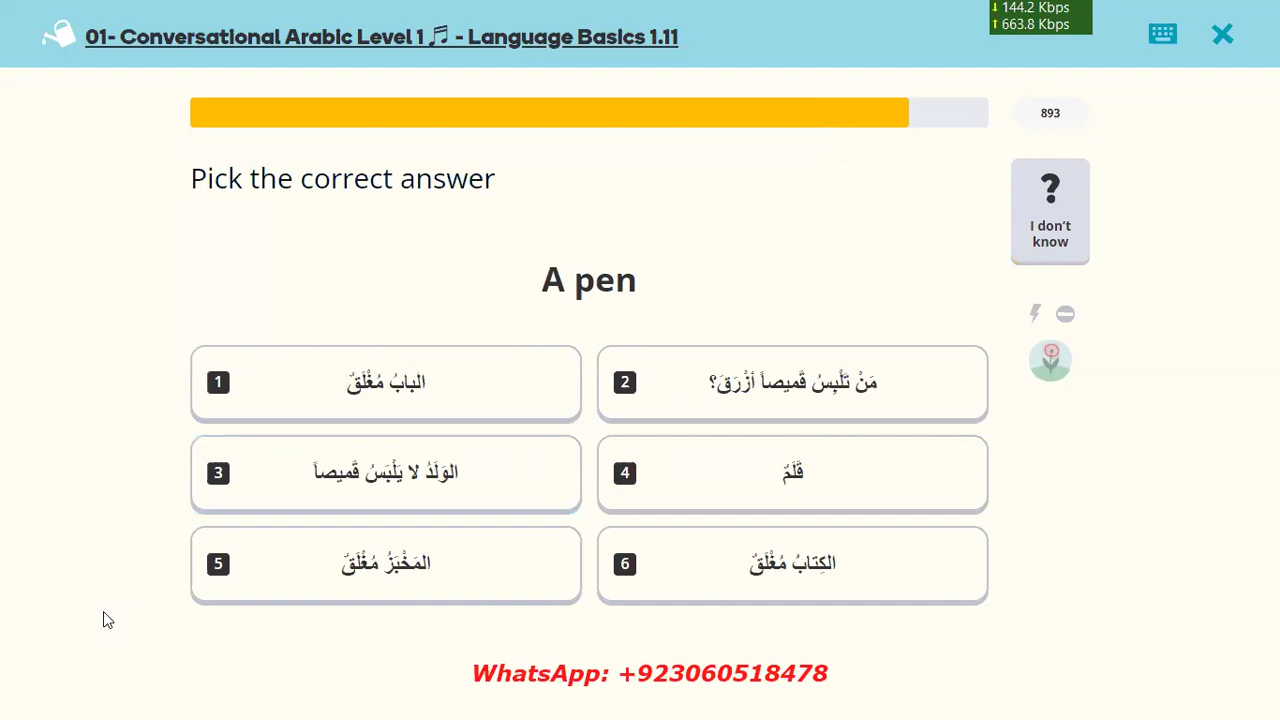 ↓ 144.2 Kbps
↑ 663.8 Kbps
01- Conversational Arabic Level 1 🎵 - Language Basics 1.11
893
Pick the correct answer
?
I don't
know
A pen
1 البابُ مُغْلَقٌ
2 مَنْ تَلْبِسُ قَميصاً أزْرَقَ؟
3 الوَلَدُ لا يَلْبَسُ قَميصاً
4 قَلَمٌ
5 المَخْبَزُ مُغْلَقٌ
6 الكِتابُ مُغْلَقٌ
WhatsApp: +923060518478